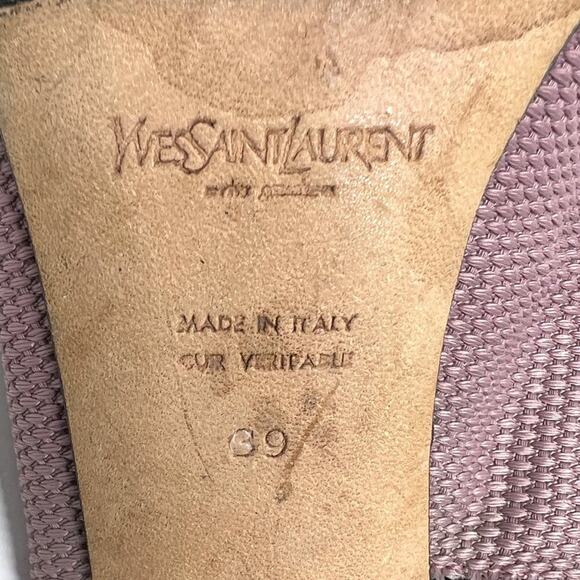 YVESSAINTLAURENT
MADE IN ITALY
CUIR VERITABLE
39